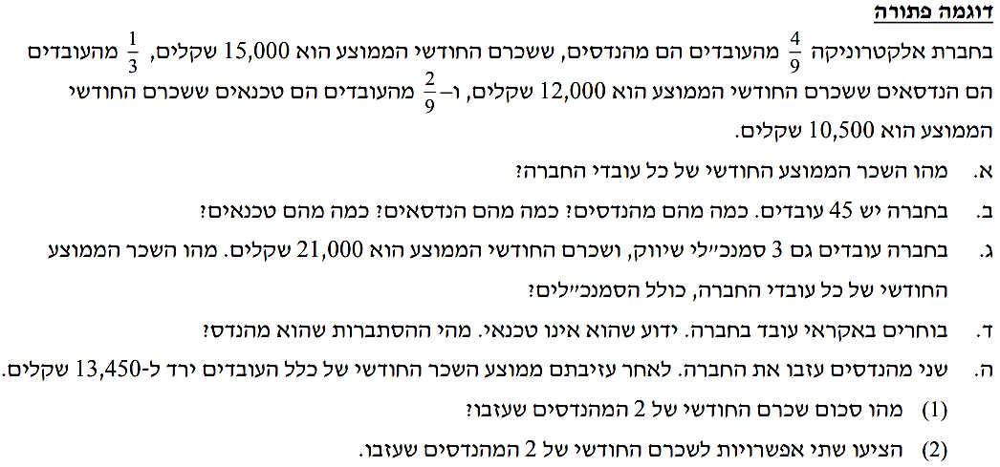 דוגמה פתורה
בחברת אלקטרוניקה 4/9 מהעובדים הם מהנדסים, ששכרם החודשי הממוצע הוא 15,000 שקלים, 1/3 מהעובדים
הם הנדסאים ששכרם החודשי הממוצע הוא 12,000 שקלים, ו–2/9 מהעובדים הם טכנאים ששכרם החודשי
הממוצע הוא 10,500 שקלים.
א. מהו השכר הממוצע החודשי של כל עובדי החברה?
ב. בחברה יש 45 עובדים. כמה מהם מהנדסים? כמה מהם הנדסאים? כמה מהם טכנאים?
ג. בחברה עובדים גם 3 סמנכ"לי שיווק, ושכרם החודשי הממוצע הוא 21,000 שקלים. מהו השכר הממוצע
החודשי של כל עובדי החברה, כולל הסמנכ"לים?
ד. בוחרים באקראי עובד בחברה. ידוע שהוא אינו טכנאי. מהי ההסתברות שהוא מהנדס?
ה. שני מהנדסים עזבו את החברה. לאחר עזיבתם ממוצע השכר החודשי של כלל העובדים ירד ל-13,450 שקלים.
(1) מהו סכום שכרם החודשי של 2 המהנדסים שעזבו?
(2) הציעו שתי אפשרויות לשכרם החודשי של 2 המהנדסים שעזבו.